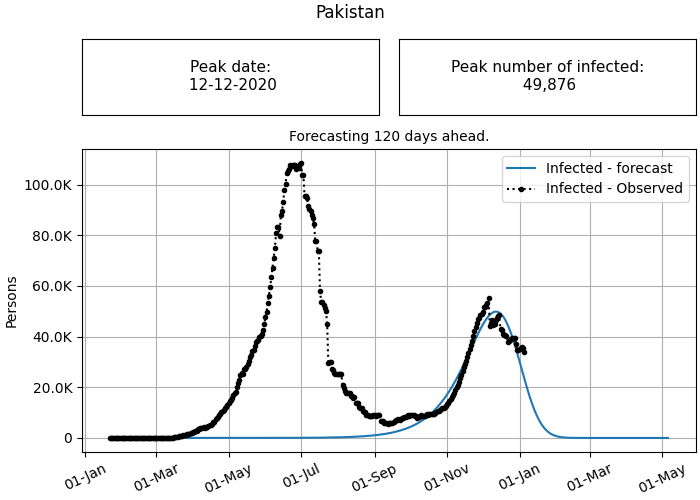 Pakistan
Peak date:
12-12-2020
Peak number of infected:
49,876
Forecasting 120 days ahead.
Infected - forecast
Infected - Observed
100.0K
80.0K
60.0K
40.0K
20.0K
0
Persons
01-Jan
01-Mar
01-May
01-Jul
01-Sep
01-Nov
01-Jan
01-Mar
01-May